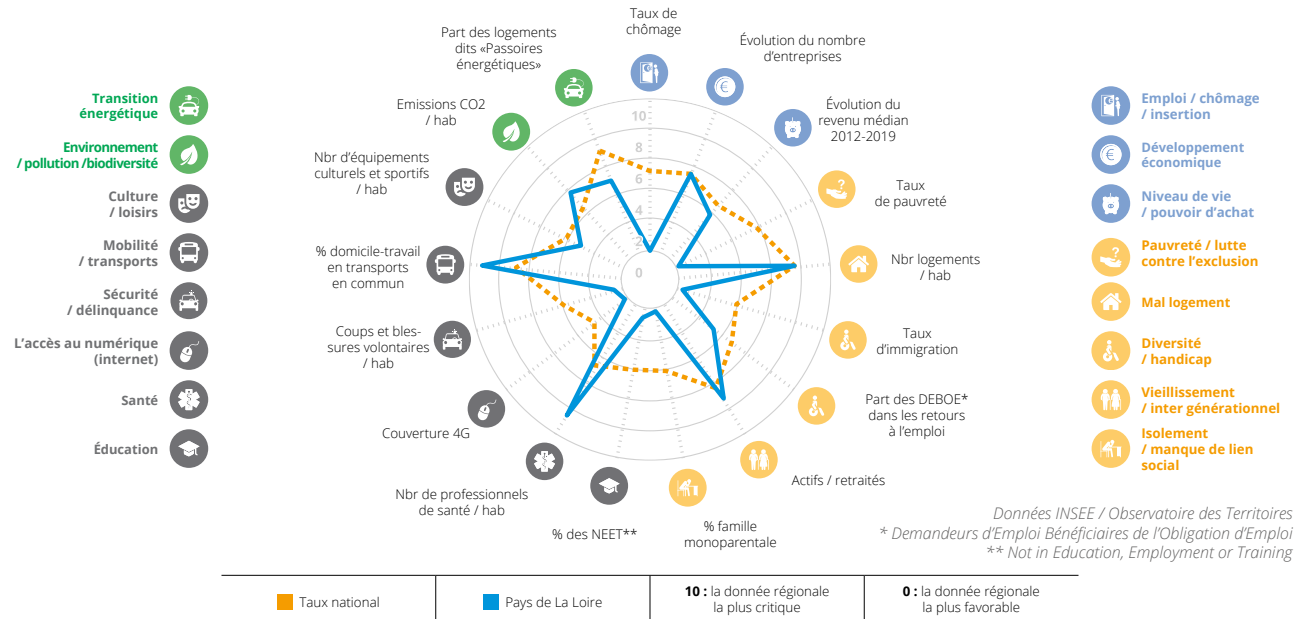 Taux de
chômage
Évolution du nombre
d'entreprises
Évolution du
revenu médian
2012-2019
Taux
de pauvreté
Nbr logements
/ hab
Taux
d'immigration
Part des DEBOE*
dans les retours
à l'emploi
Actifs / retraités
% famille
monoparentale
% des NEET**
Nbr de professionnels
de santé / hab
Couverture 4G
Coups et bles-
sures volontaires
/ hab
% domicile-travail
en transports
en commun
Nbr d'équipements
culturels et sportifs
/ hab
Emissions CO2
/ hab
Part des logements
dits «Passoires
énergétiques»
10
8
6
4
2
0
Transition
énergétique
Environnement
/ pollution /biodiversité
Culture
/ loisirs
Mobilité
/ transports
Sécurité
/ délinquance
L'accès au numérique
(internet)
Santé
Éducation
Emploi / chômage
/ insertion
Développement
économique
Niveau de vie
/ pouvoir d'achat
Pauvreté / lutte
contre l'exclusion
Mal logement
Diversité
/ handicap
Vieillissement
/ inter générationnel
Isolement
/ manque de lien
social
Données INSEE / Observatoire des Territoires
* Demandeurs d'Emploi Bénéficiaires de l'Obligation d'Emploi
** Not in Education, Employment or Training
Taux national
Pays de La Loire
10 : la donnée régionale
la plus critique
0 : la donnée régionale
la plus favorable